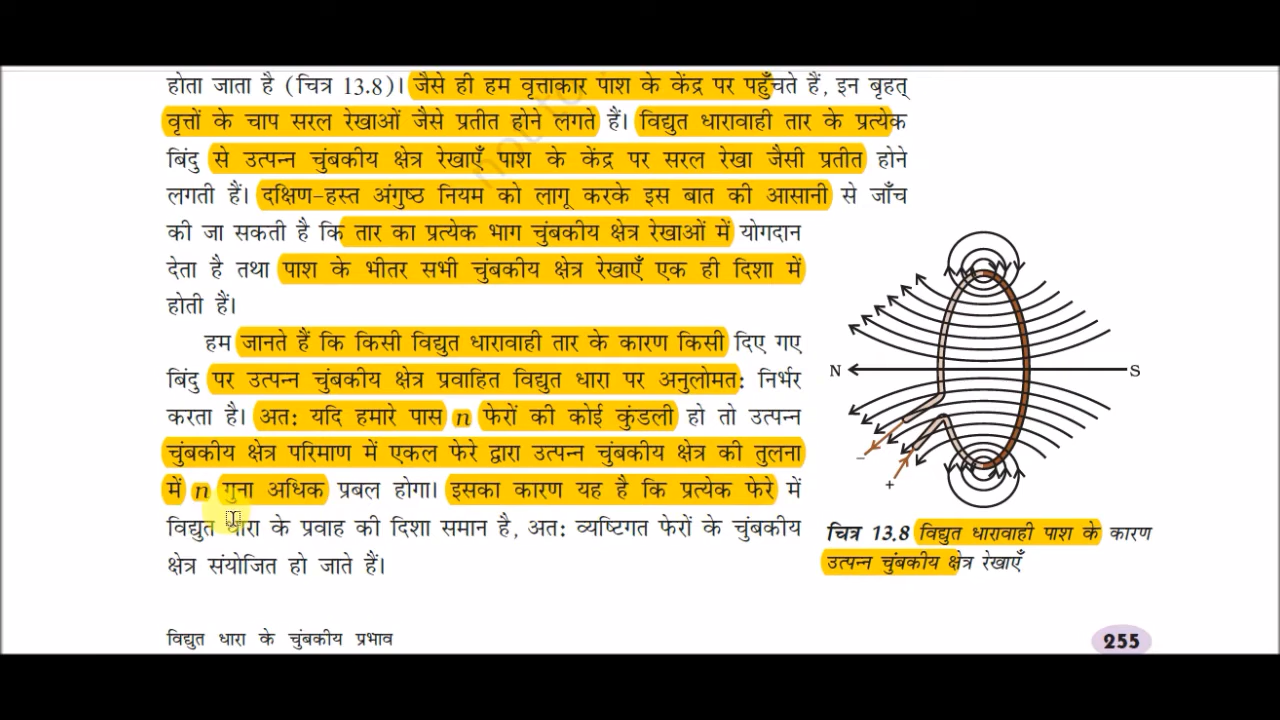 होता जाता है (चित्र 13.8)। जैसे ही हम वृत्ताकार पाश के केंद्र पर पहुँचते हैं, इन बृहत्
वृत्तों के चाप सरल रेखाओं जैसे प्रतीत होने लगते हैं। विद्युत धारावाही तार के प्रत्येक
बिंदु से उत्पन्न चुंबकीय क्षेत्र रेखाएँ पाश के केंद्र पर सरल रेखा जैसी प्रतीत होने
लगती हैं। दक्षिण-हस्त अंगुष्ठ नियम को लागू करके इस बात की आसानी से जाँच
की जा सकती है कि तार का प्रत्येक भाग चुंबकीय क्षेत्र रेखाओं में योगदान
देता है तथा पाश के भीतर सभी चुंबकीय क्षेत्र रेखाएँ एक ही दिशा में
होती हैं।
हम जानते हैं कि किसी विद्युत धारावाही तार के कारण किसी दिए गए
बिंदु पर उत्पन्न चुंबकीय क्षेत्र प्रवाहित विद्युत धारा पर अनुलोमत: निर्भर
करता है। अत: यदि हमारे पास n फेरों की कोई कुंडली हो तो उत्पन्न
चुंबकीय क्षेत्र परिमाण में एकल फेरे द्वारा उत्पन्न चुंबकीय क्षेत्र की तुलना
में n गुना अधिक प्रबल होगा। इसका कारण यह है कि प्रत्येक फेरे में
विद्युत धारा के प्रवाह की दिशा समान है, अत: व्यष्टिगत फेरों के चुंबकीय
क्षेत्र संयोजित हो जाते हैं।
N S
–
+
चित्र 13.8 विद्युत धारावाही पाश के कारण
उत्पन्न चुंबकीय क्षेत्र रेखाएँ
विद्युत धारा के चुंबकीय प्रभाव 255